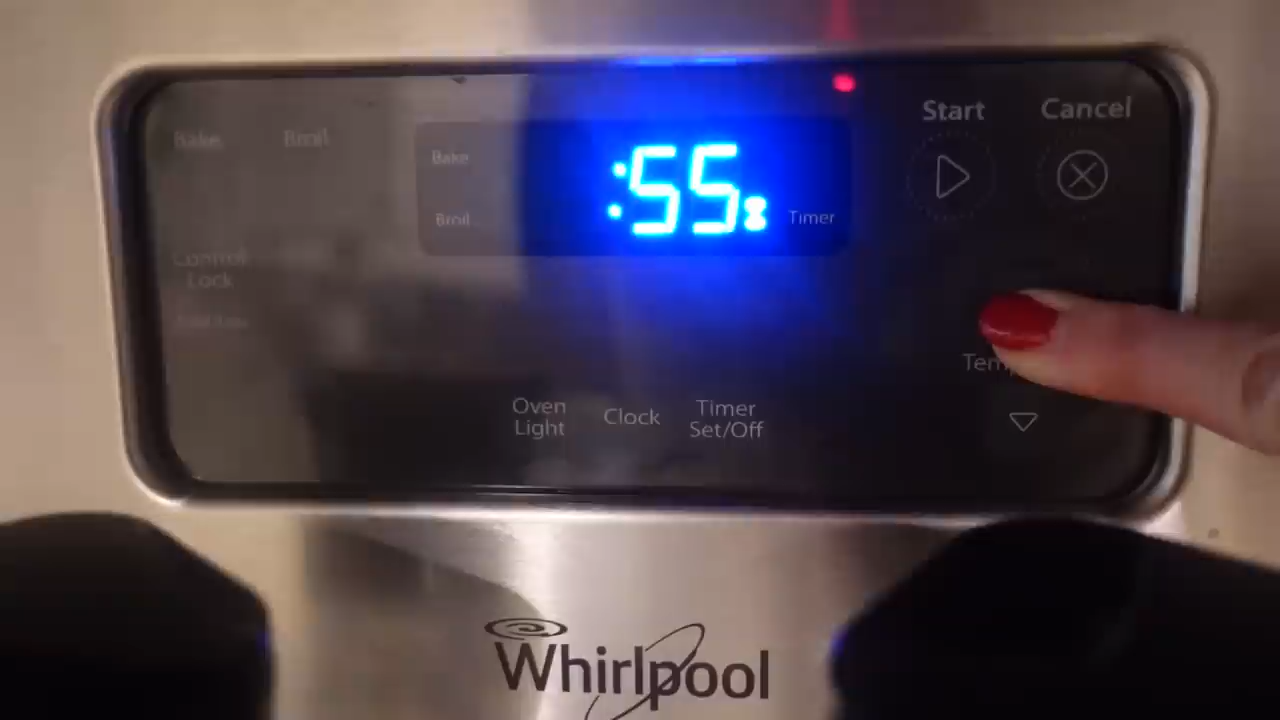 Start Cancel
Bake Broil
Bake
:55
Broil
Timer
Control
Lock
Oven
Light
Clock
Timer
Set/Off
Whirlpool